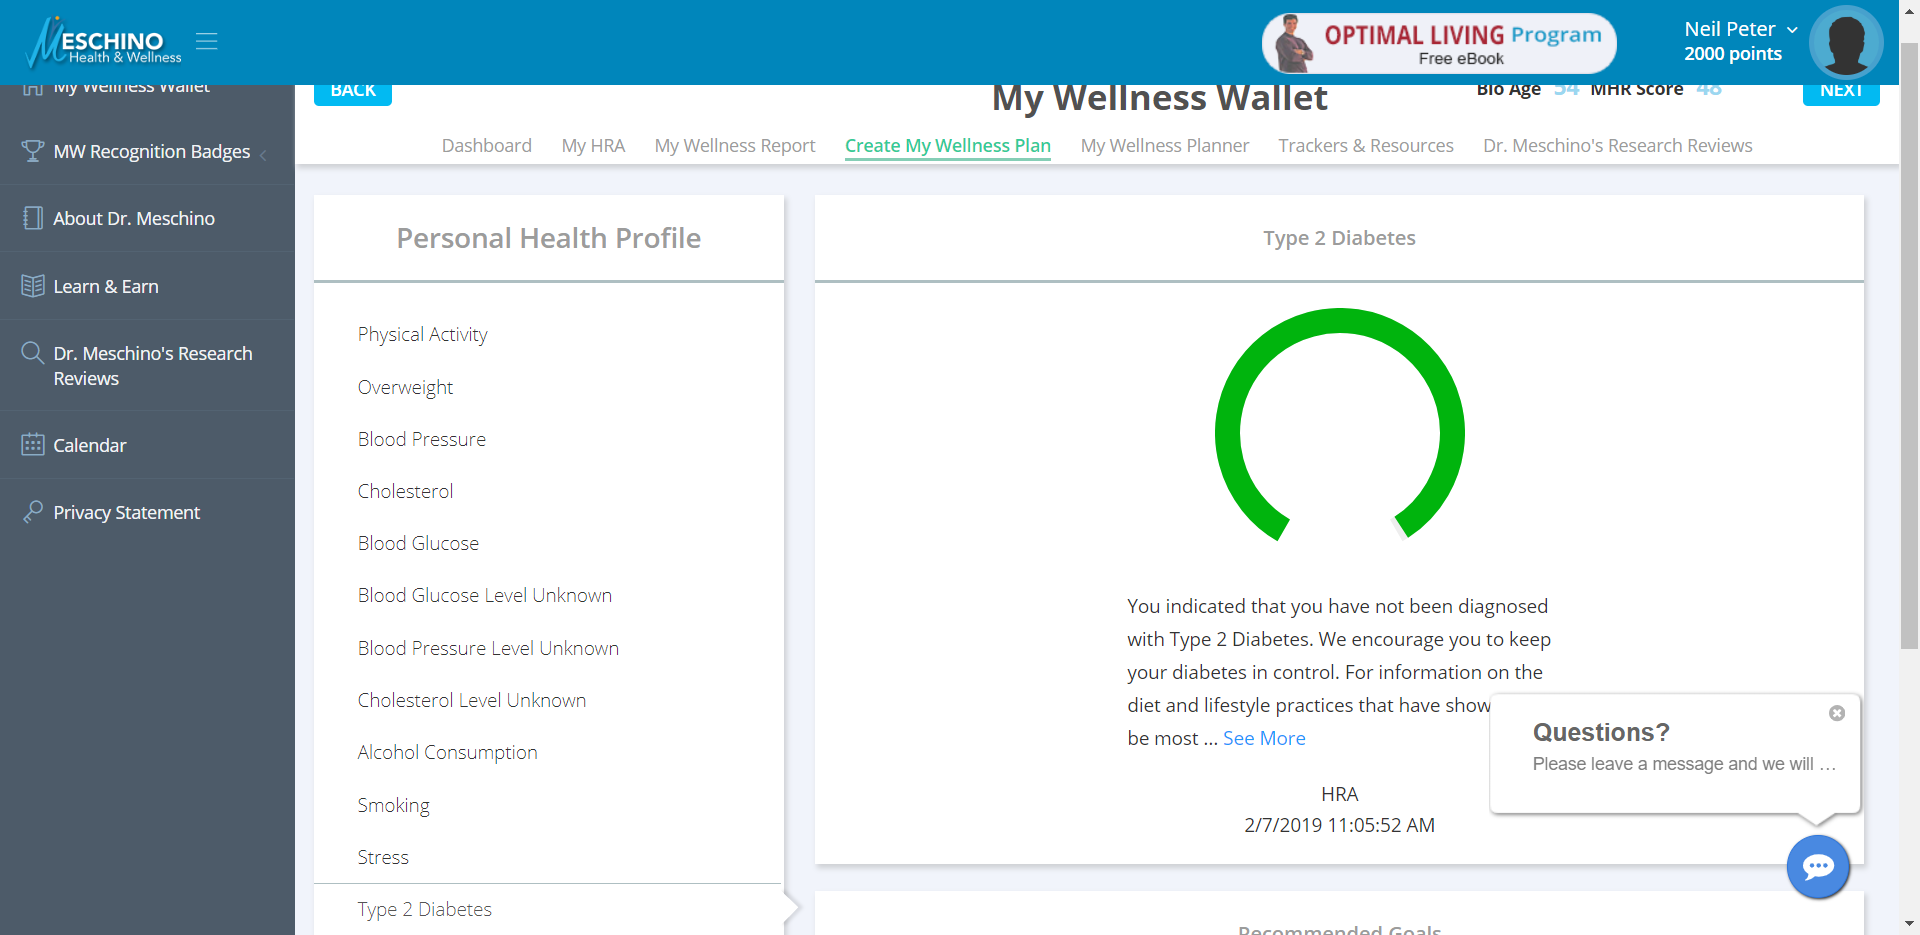 MESCHINO
Health & Wellness
OPTIMAL LIVING Program
Free eBook
Neil Peter
2000 points
My Wellness Wallet
MW Recognition Badges
About Dr. Meschino
Learn & Earn
Dr. Meschino's Research
Reviews
Calendar
Privacy Statement
BACK
My Wellness Wallet
Bio Age 54 MHR Score 48
NEXT
Dashboard My HRA My Wellness Report Create My Wellness Plan My Wellness Planner Trackers & Resources Dr. Meschino's Research Reviews
Personal Health Profile
Physical Activity
Overweight
Blood Pressure
Cholesterol
Blood Glucose
Blood Glucose Level Unknown
Blood Pressure Level Unknown
Cholesterol Level Unknown
Alcohol Consumption
Smoking
Stress
Type 2 Diabetes
Type 2 Diabetes
You indicated that you have not been diagnosed
with Type 2 Diabetes. We encourage you to keep
your diabetes in control. For information on the
diet and lifestyle practices that have show
be most ... See More
HRA
2/7/2019 11:05:52 AM
Questions?
Please leave a message and we will ...
Recommended Goals